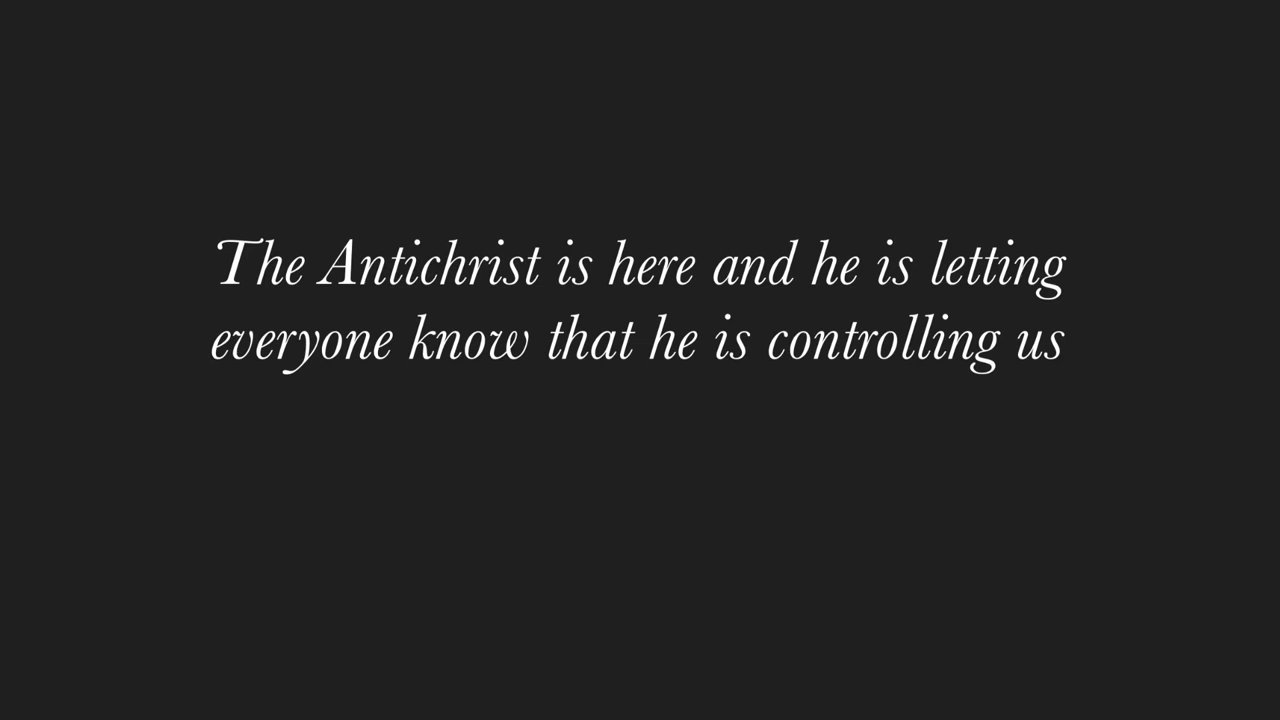 The Antichrist is here and he is letting
everyone know that he is controlling us